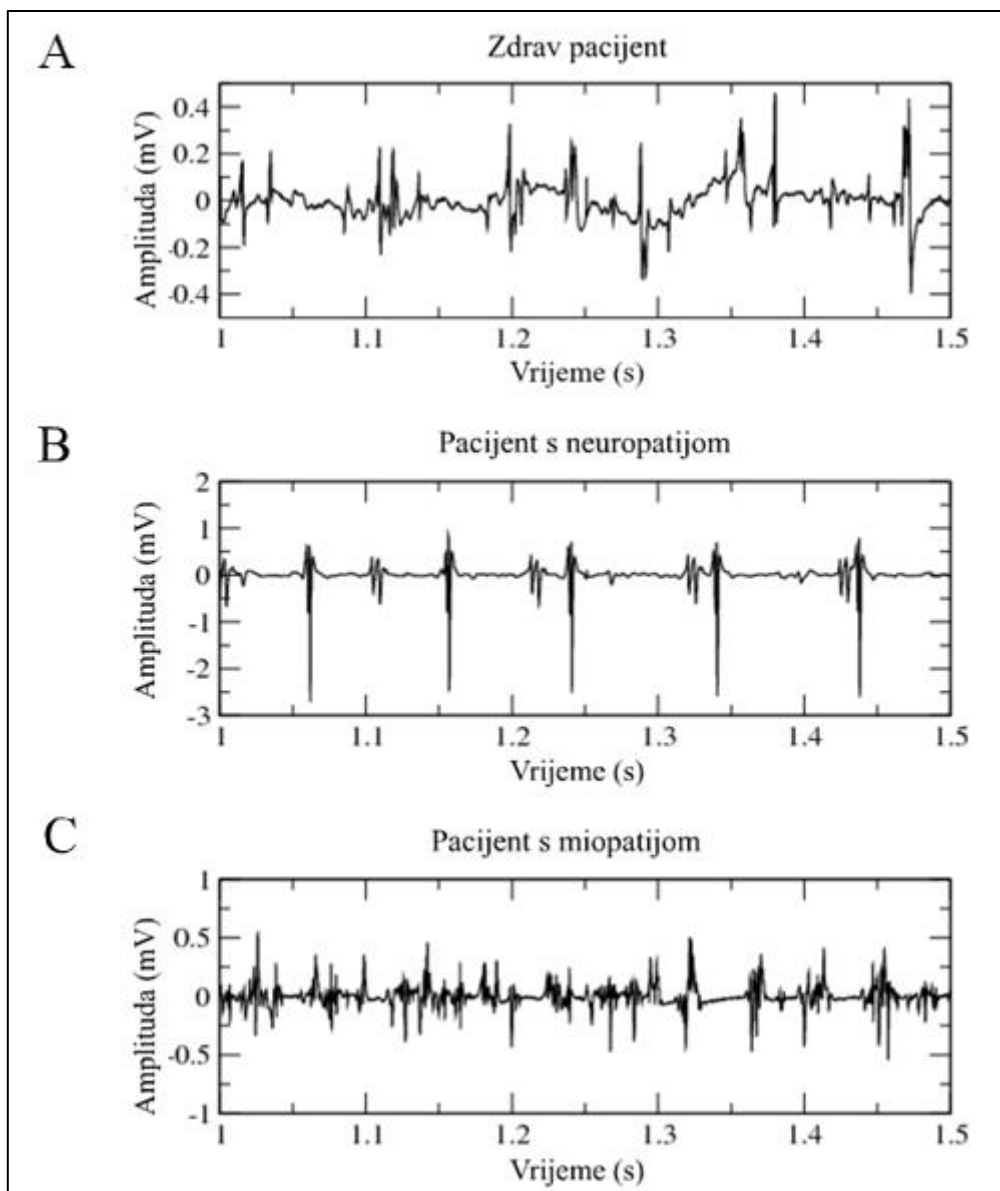 A
Zdrav pacijent
Amplituda (mV)
0.4
0.2
0
-0.2
-0.4
1
1.1
1.2
1.3
1.4
1.5
Vrijeme (s)
B
Pacijent s neuropatijom
Amplituda (mV)
2
1
0
-1
-2
-3
1
1.1
1.2
1.3
1.4
1.5
Vrijeme (s)
C
Pacijent s miopatijom
Amplituda (mV)
1
0.5
0
-0.5
-1
1
1.1
1.2
1.3
1.4
1.5
Vrijeme (s)